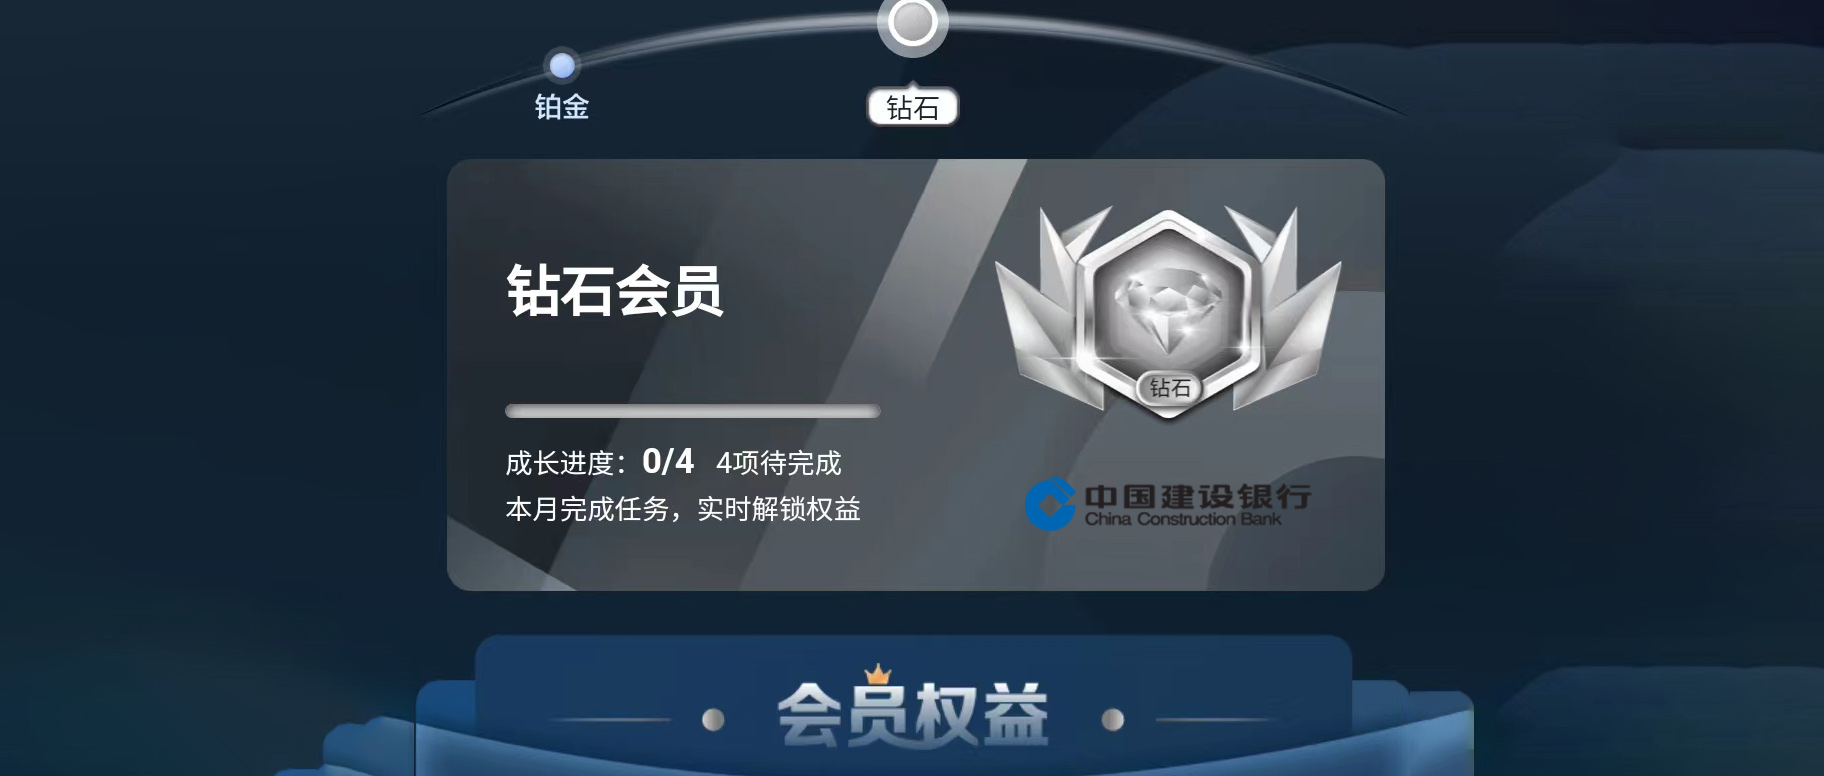 铂金
钻石
钻石会员
钻石
成长进度：0/4 4项待完成
本月完成任务，实时解锁权益
中国建设银行
China Construction Bank
会员权益